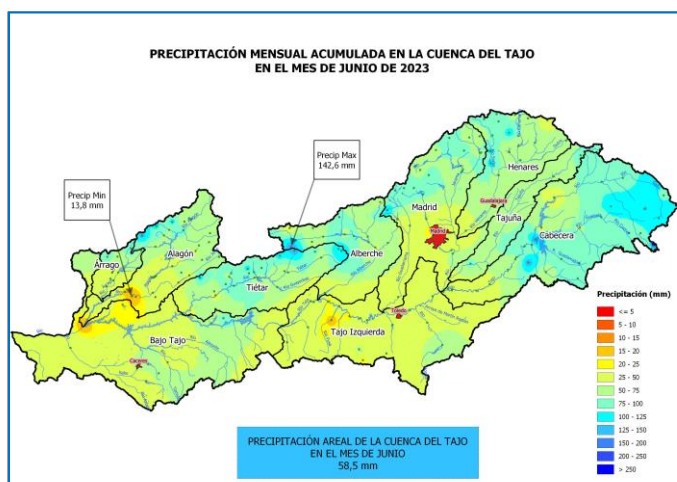 PRECIPITACIÓN MENSUAL ACUMULADA EN LA CUENCA DEL TAJO
EN EL MES DE JUNIO DE 2023
Precip Max
142,6 mm
Precip Min
13,8 mm
Henares
Madrid
Guadalajara
Tajuña
Madrid
Cabecera
Alberche
Alagón
Árrago
Tiétar
Toledo
Tajo Izquierda
Bajo Tajo
Cáceres
Precipitación (mm)
<= 5
5 - 10
10 - 15
15 - 20
20 - 25
25 - 50
50 - 75
75 - 100
100 - 125
125 - 150
150 - 200
200 - 250
> 250
PRECIPITACIÓN AREAL DE LA CUENCA DEL TAJO
EN EL MES DE JUNIO
58,5 mm